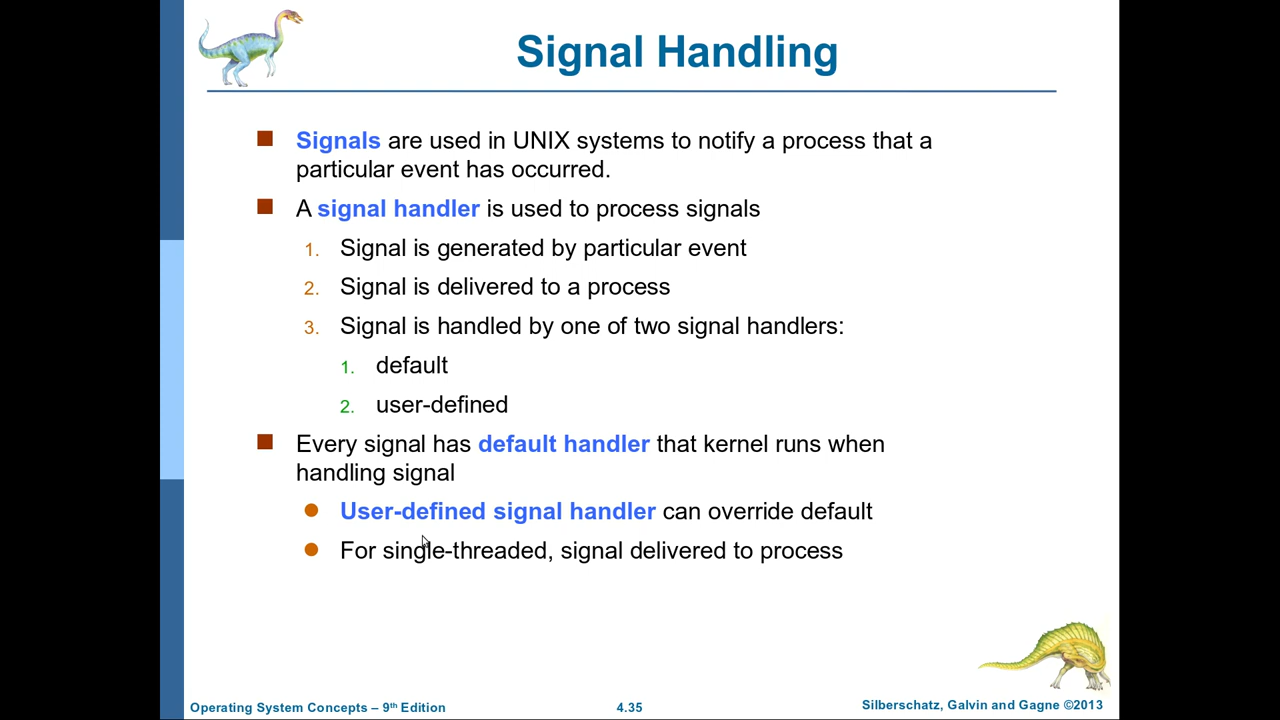 Signal Handling
Signals are used in UNIX systems to notify a process that a
particular event has occurred.
A signal handler is used to process signals
1. Signal is generated by particular event
2. Signal is delivered to a process
3. Signal is handled by one of two signal handlers:
1. default
2. user-defined
Every signal has default handler that kernel runs when
handling signal
User-defined signal handler can override default
For single-threaded, signal delivered to process
Operating System Concepts – 9th Edition
4.35
Silberschatz, Galvin and Gagne ©2013